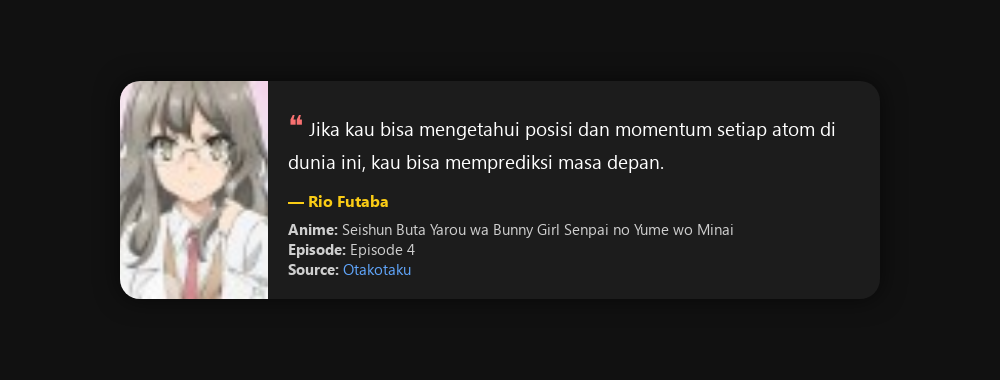 ❝ Jika kau bisa mengetahui posisi dan momentum setiap atom di
dunia ini, kau bisa memprediksi masa depan.
— Rio Futaba
Anime: Seishun Buta Yarou wa Bunny Girl Senpai no Yume wo Minai
Episode: Episode 4
Source: Otakotaku